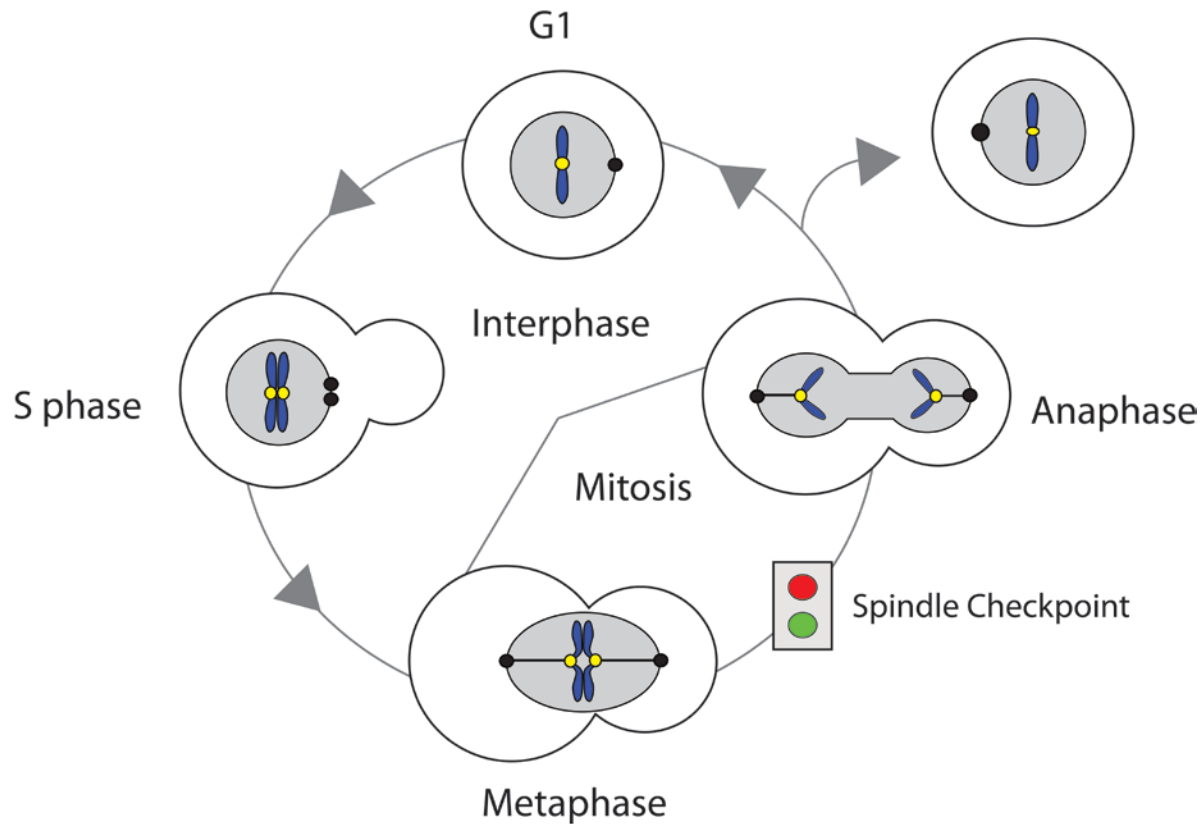 G1
Interphase
S phase
Anaphase
Mitosis
Spindle Checkpoint
Metaphase